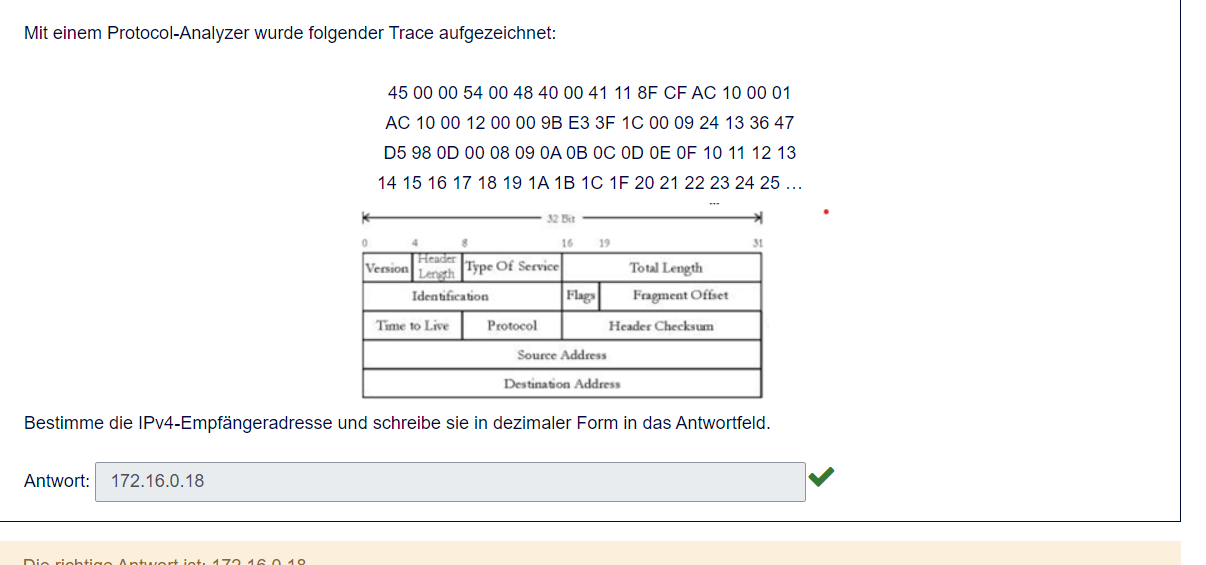 Mit einem Protocol-Analyzer wurde folgender Trace aufgezeichnet:
45 00 00 54 00 48 40 00 41 11 8F CF AC 10 00 01
AC 10 00 12 00 00 9B E3 3F 1C 00 09 24 13 36 47
D5 98 0D 00 08 09 0A 0B 0C 0D 0E 0F 10 11 12 13
14 15 16 17 18 19 1A 1B 1C 1F 20 21 22 23 24 25 …
...
32 Bit
0 4 8 16 19 31
Version Header Length Type Of Service Total Length
Identification Flags Fragment Offset
Time to Live Protocol Header Checksum
Source Address
Destination Address
Bestimme die IPv4-Empfängeradresse und schreibe sie in dezimaler Form in das Antwortfeld.
Antwort: 172.16.0.18
Die richtige Antwort ist: 172.16.0.18